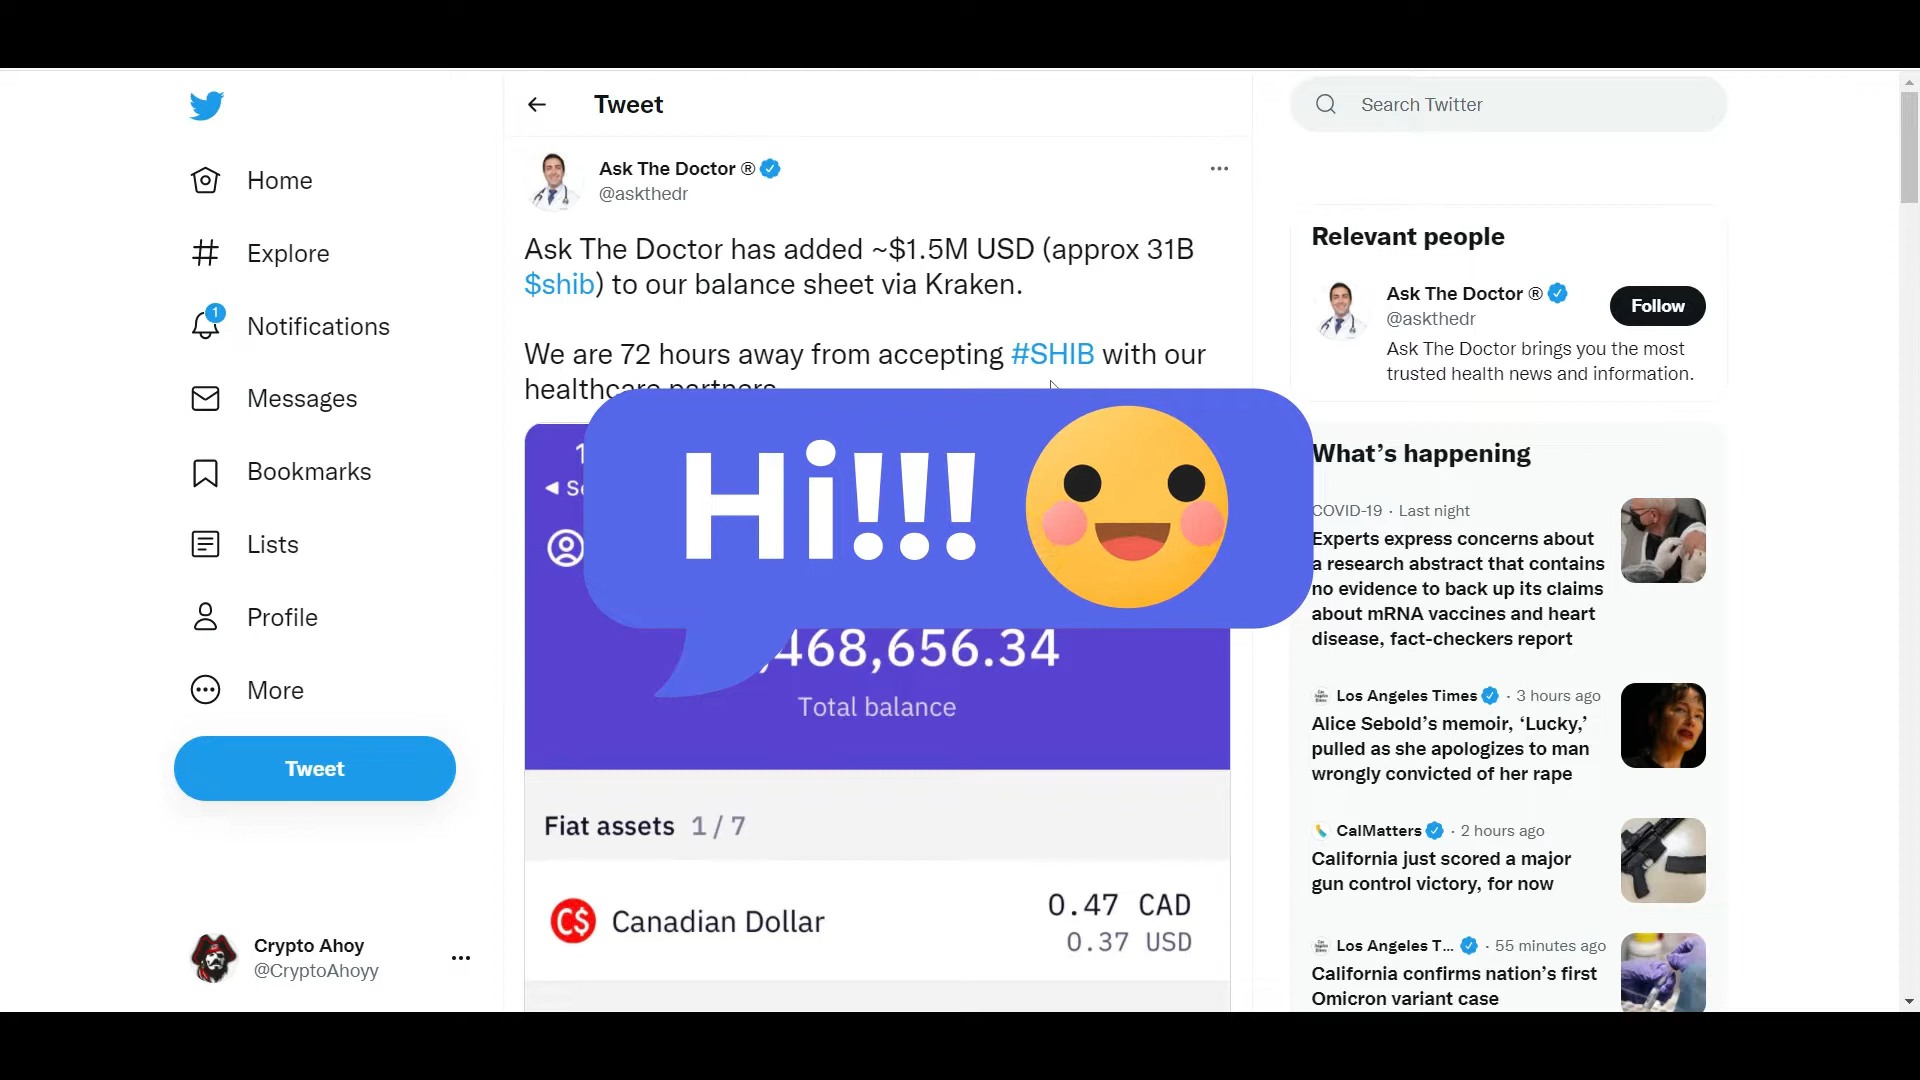 Tweet
Search Twitter
Home
Explore
1
Notifications
Messages
Bookmarks
Lists
Profile
More
Tweet
Crypto Ahoy
@CryptoAhoyy
Ask The Doctor ®
@askthedr
Ask The Doctor has added ~$1.5M USD (approx 31B
$shib) to our balance sheet via Kraken.
We are 72 hours away from accepting #SHIB with our
healthcare partners
Hi!!!
468,656.34
Total balance
Fiat assets 1 / 7
C$ Canadian Dollar
0.47 CAD
0.37 USD
Relevant people
Ask The Doctor ®
@askthedr
Follow
Ask The Doctor brings you the most
trusted health news and information.
What's happening
COVID-19 · Last night
Experts express concerns about
a research abstract that contains
no evidence to back up its claims
about mRNA vaccines and heart
disease, fact-checkers report
Los Angeles Times · 3 hours ago
Alice Sebold's memoir, 'Lucky,'
pulled as she apologizes to man
wrongly convicted of her rape
CalMatters · 2 hours ago
California just scored a major
gun control victory, for now
Los Angeles T... · 55 minutes ago
California confirms nation's first
Omicron variant case